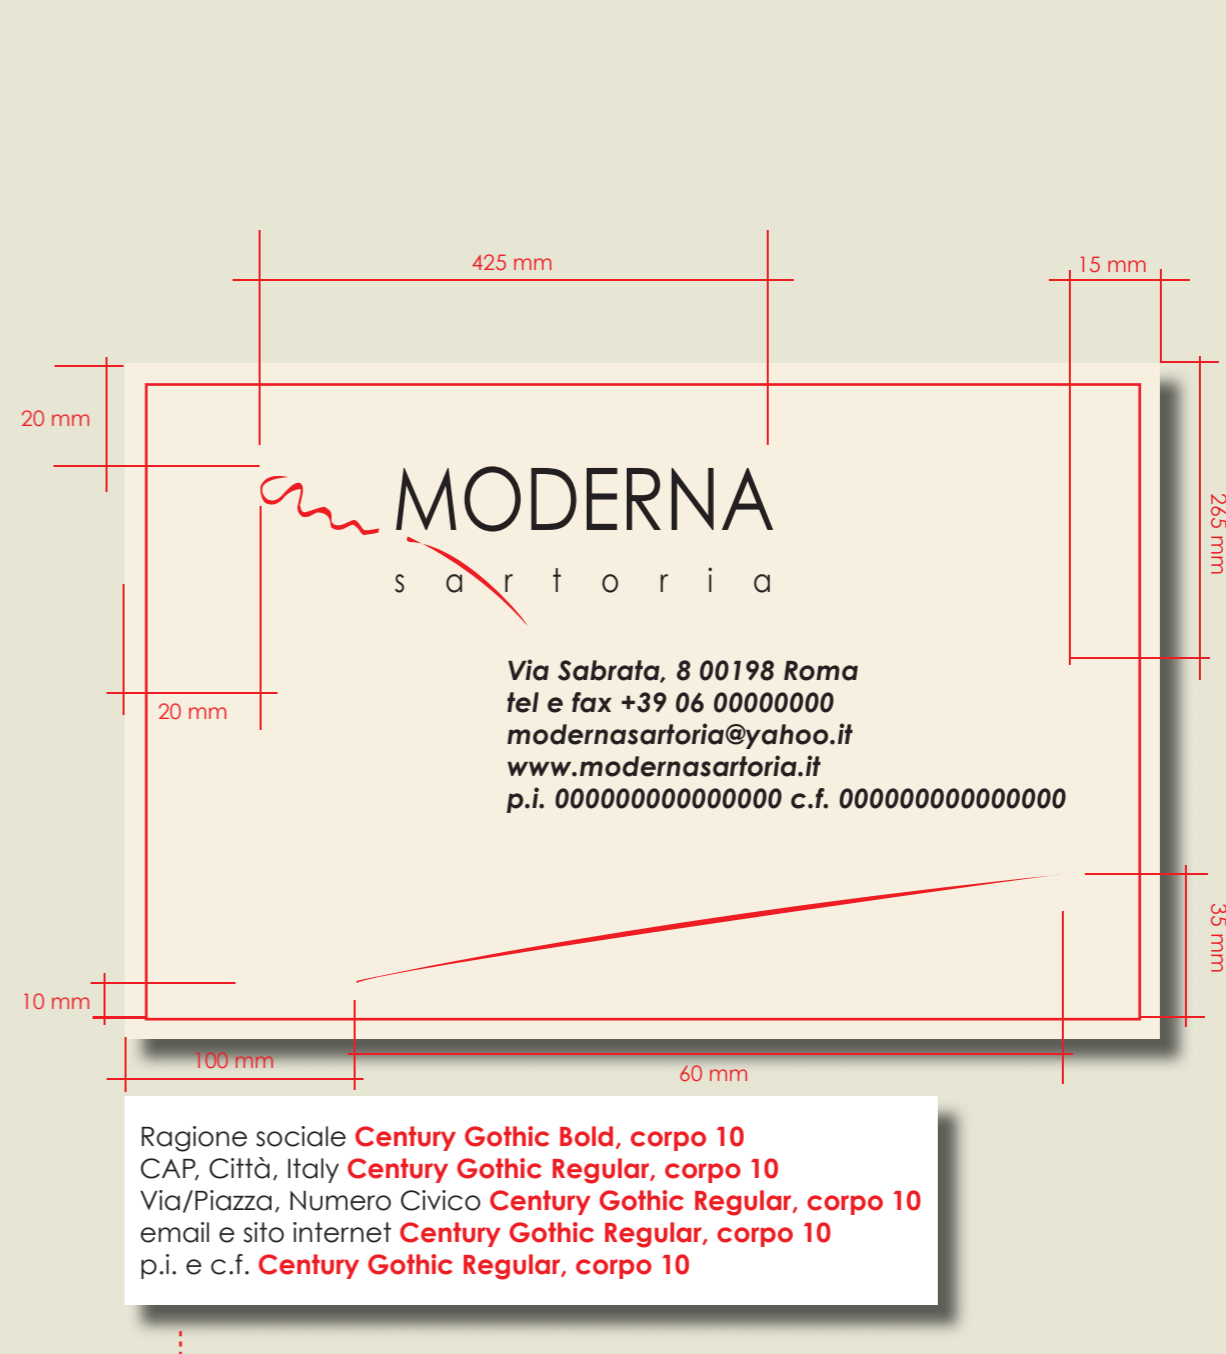 425 mm
15 mm
20 mm
265 mm
MODERNA
sartoria
Via Sabrata, 8 00198 Roma
tel e fax +39 06 00000000
modernasartoria@yahoo.it
www.modernasartoria.it
p.i. 000000000000000 c.f. 000000000000000
20 mm
35 mm
10 mm
100 mm
60 mm
Ragione sociale Century Gothic Bold, corpo 10
CAP, Città, Italy Century Gothic Regular, corpo 10
Via/Piazza, Numero Civico Century Gothic Regular, corpo 10
email e sito internet Century Gothic Regular, corpo 10
p.i. e c.f. Century Gothic Regular, corpo 10